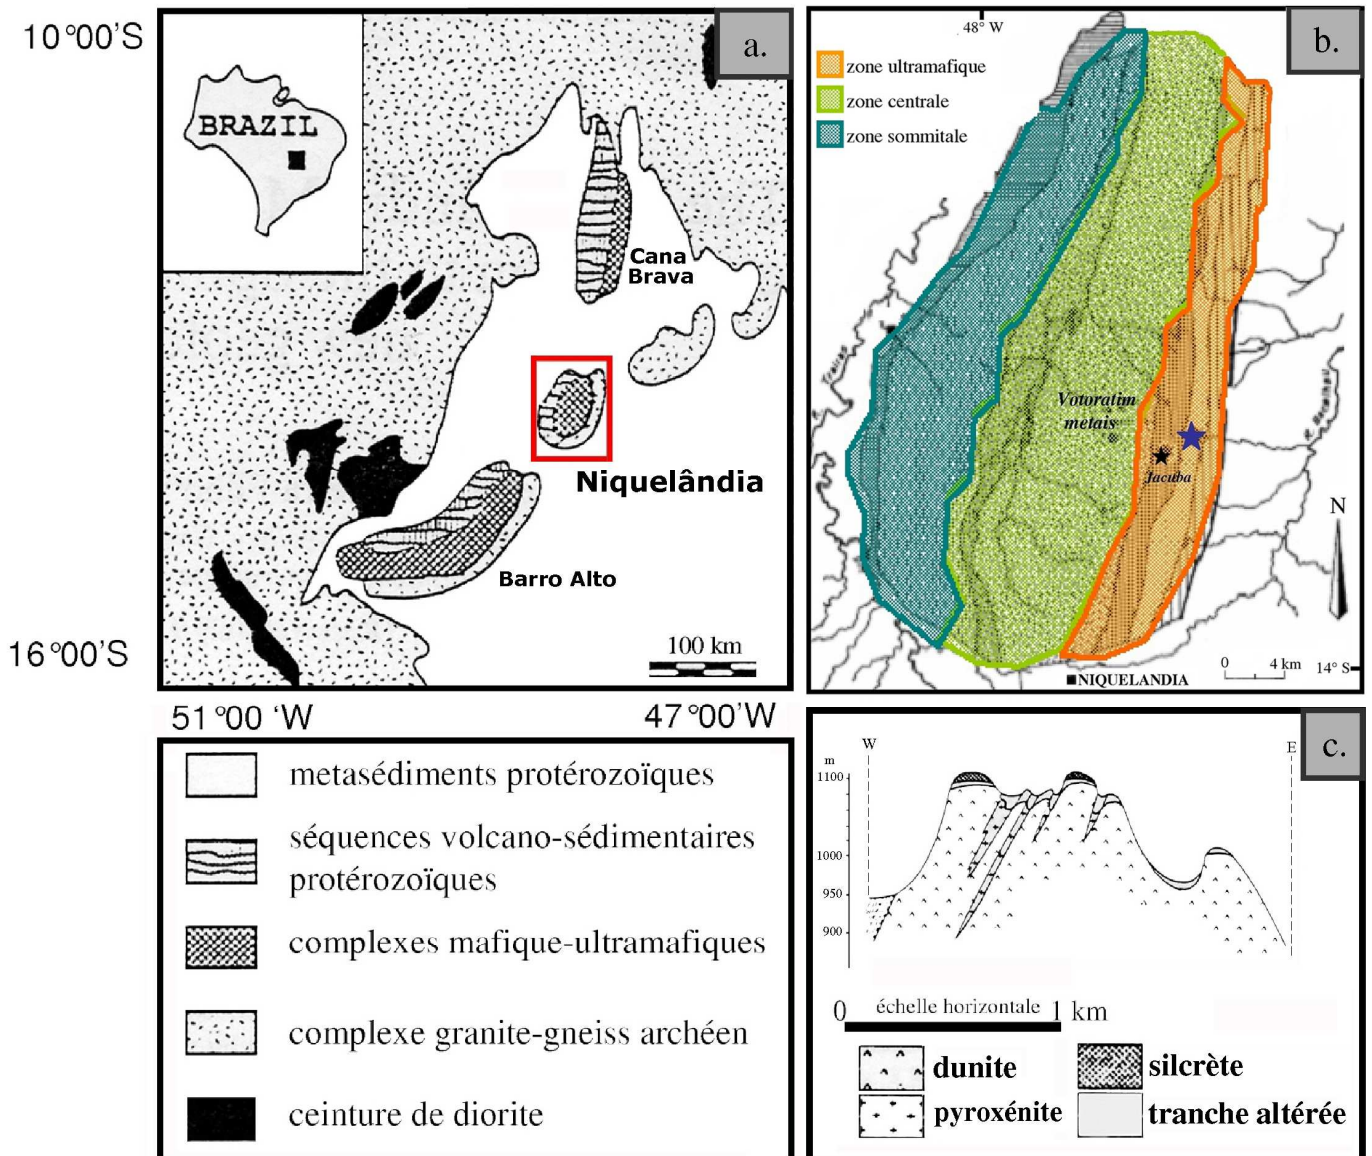 10°00'S
a.
BRAZIL
Cana
Brava
Niquelândia
Barro Alto
100 km
16°00'S
51°00 'W
47°00'W
metasédiments protérozoïques
séquences volcano-sédimentaires
protérozoïques
complexes mafique-ultramafiques
complexe granite-gneiss archéen
ceinture de diorite
b.
48° W
zone ultramafique
zone centrale
zone sommitale
Votoratim
metais
Jacuba
N
0 4 km
14° S
NIQUELANDIA
c.
W
E
m
1100
1000
950
900
0 échelle horizontale 1 km
dunite
silcrète
pyroxénite
tranche altérée